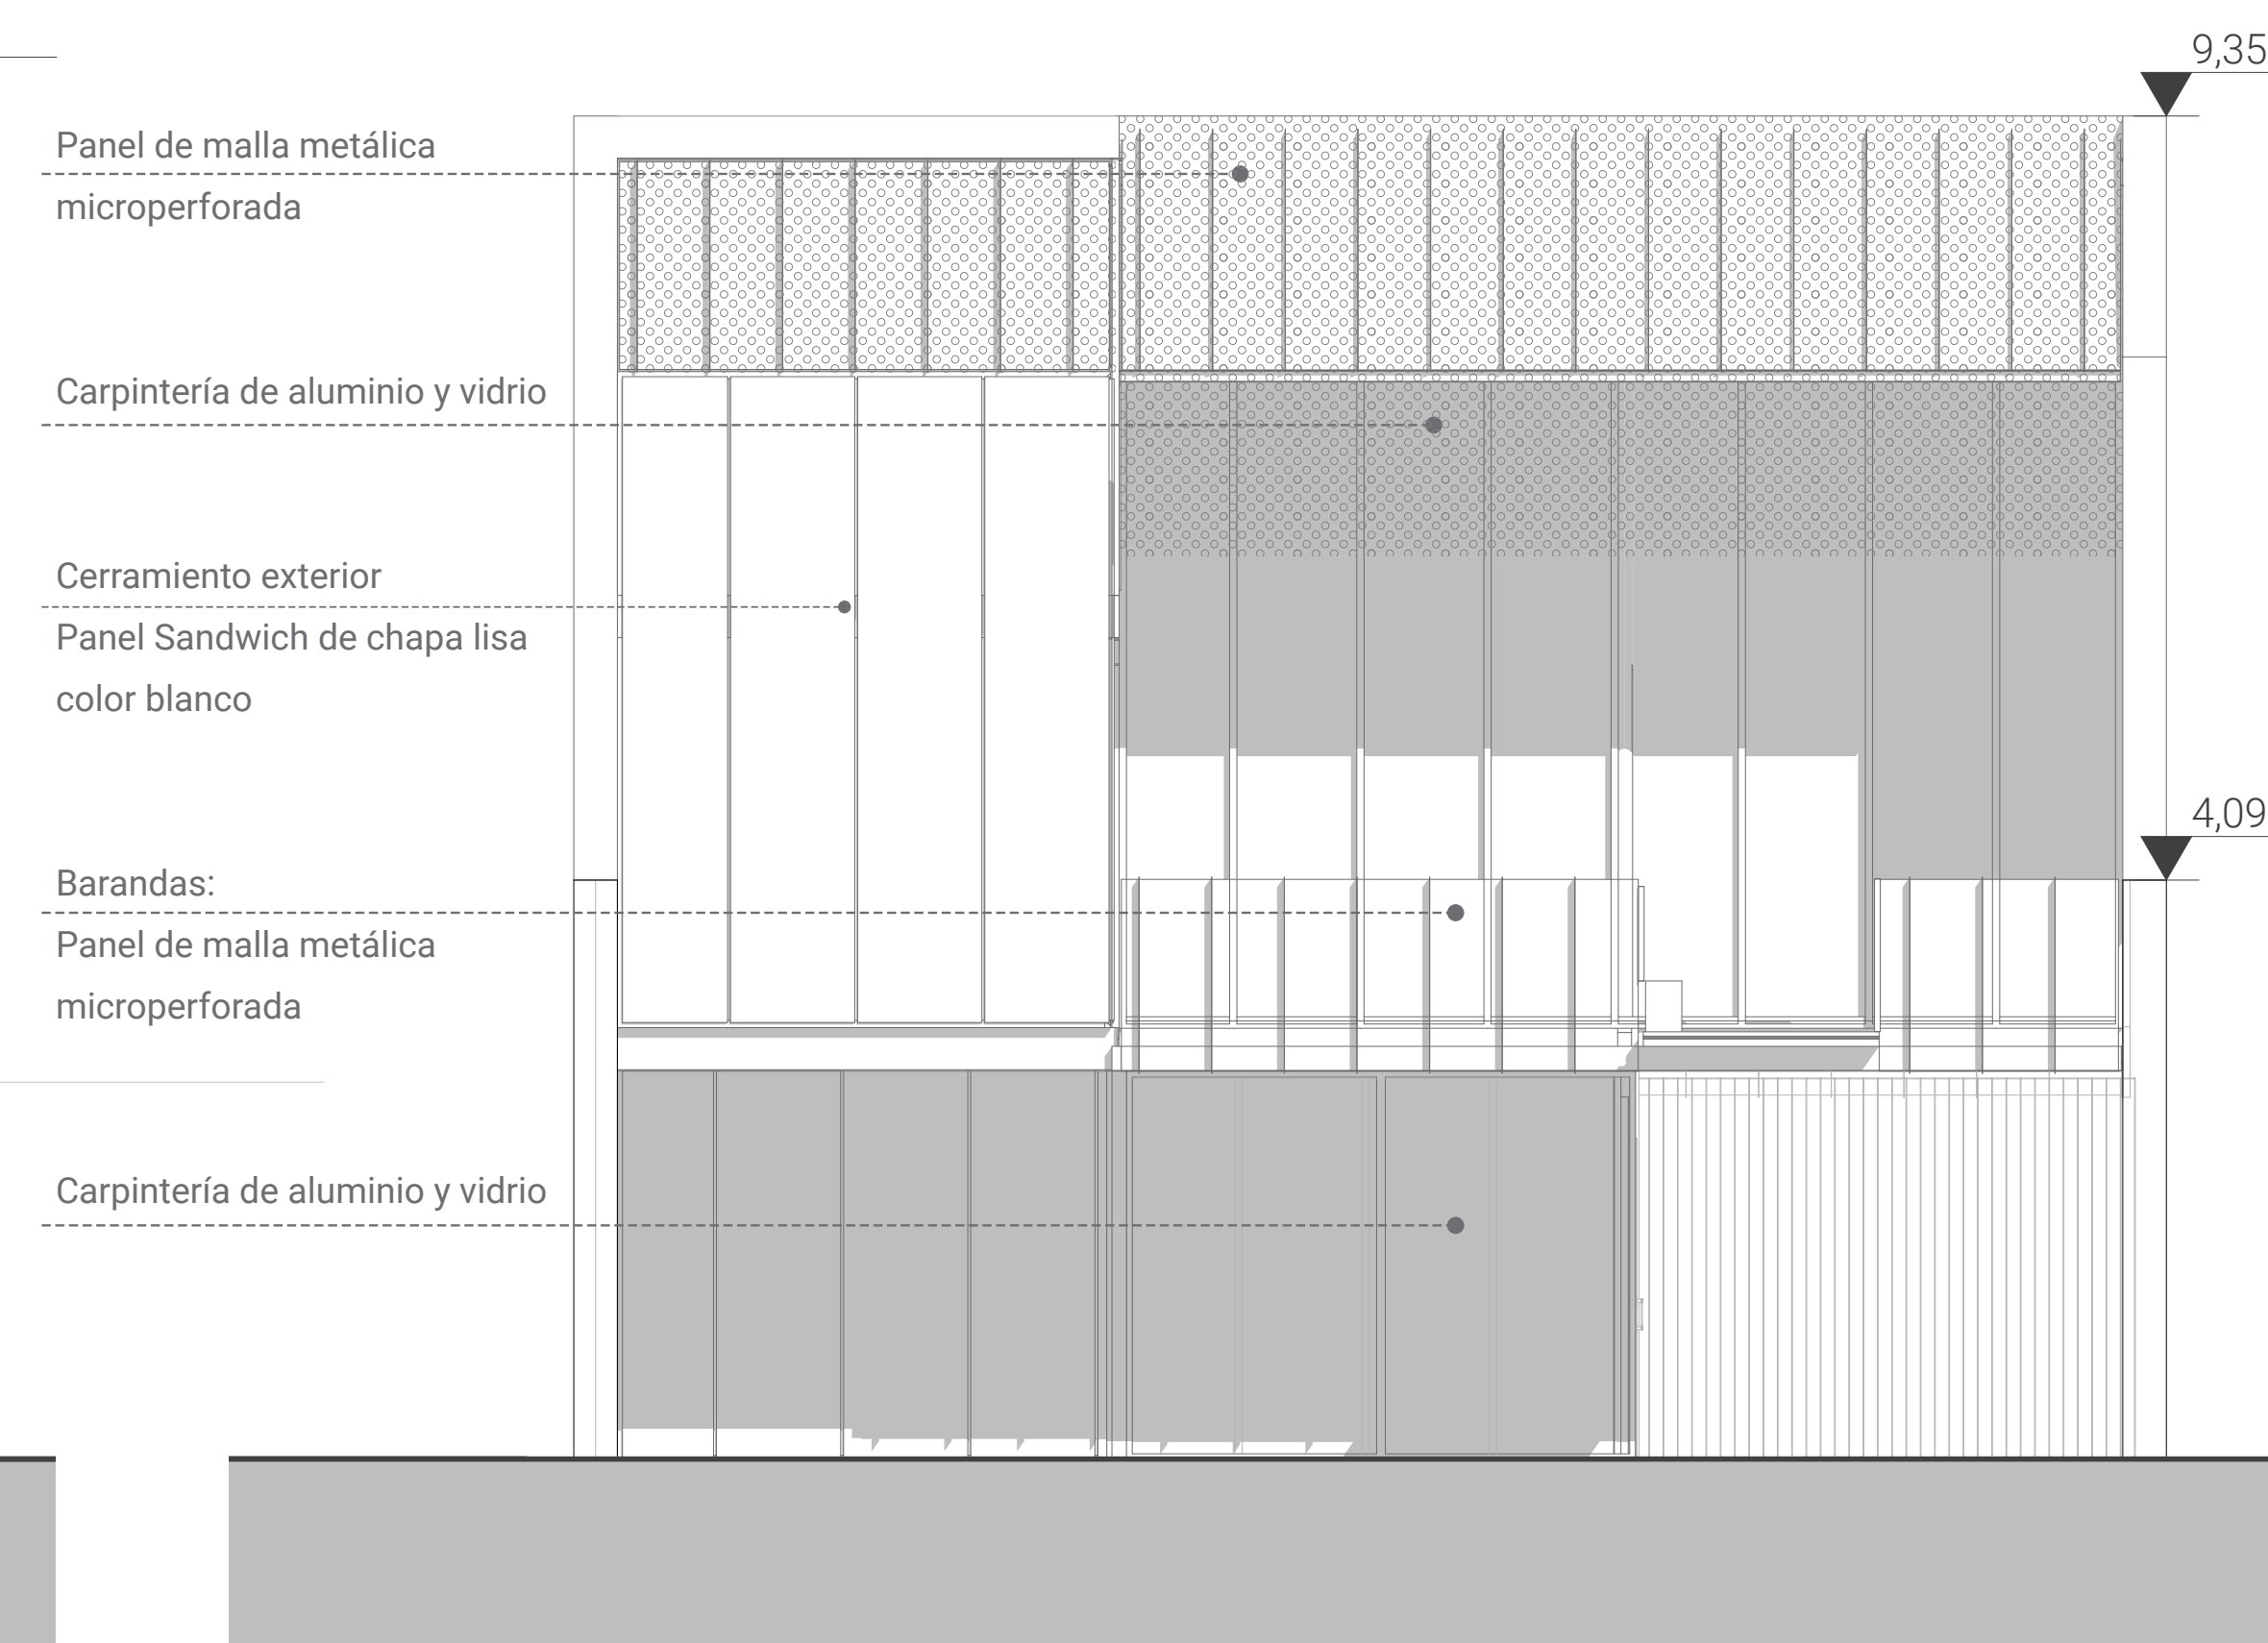 9,35
Panel de malla metálica
microperforada
Carpintería de aluminio y vidrio
Cerramiento exterior
Panel Sandwich de chapa lisa
color blanco
4,09
Barandas:
Panel de malla metálica
microperforada
Carpintería de aluminio y vidrio